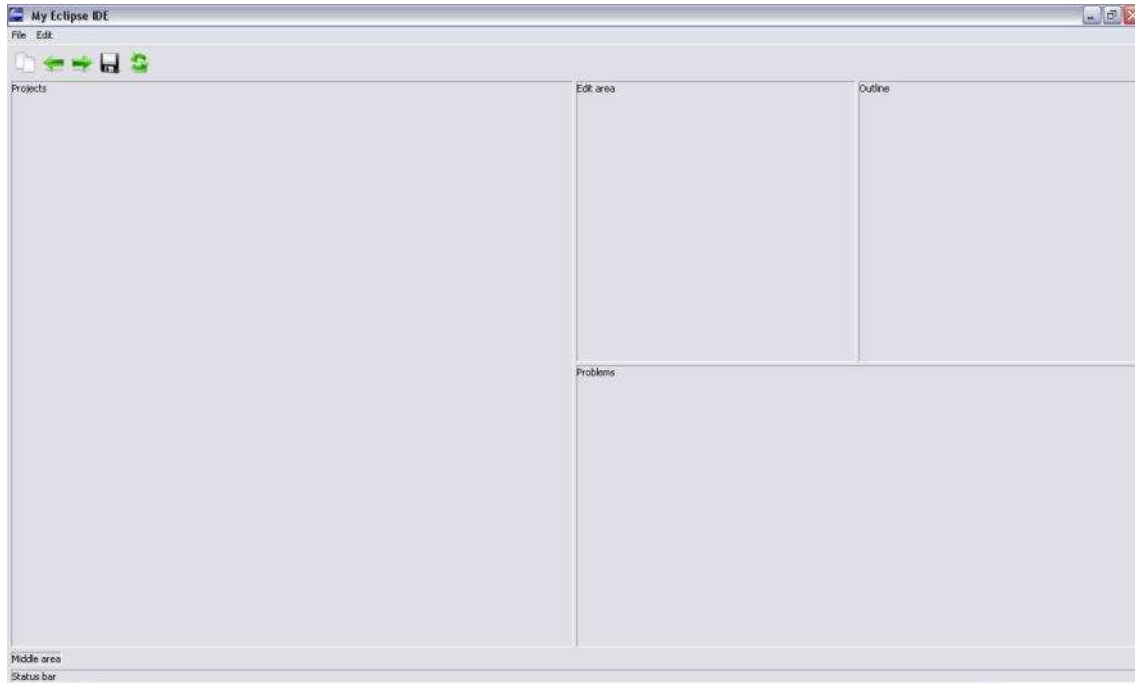 My Eclipse IDE
File Edit
Projects
Edit area
Outline
Problems
Middle area
Status bar